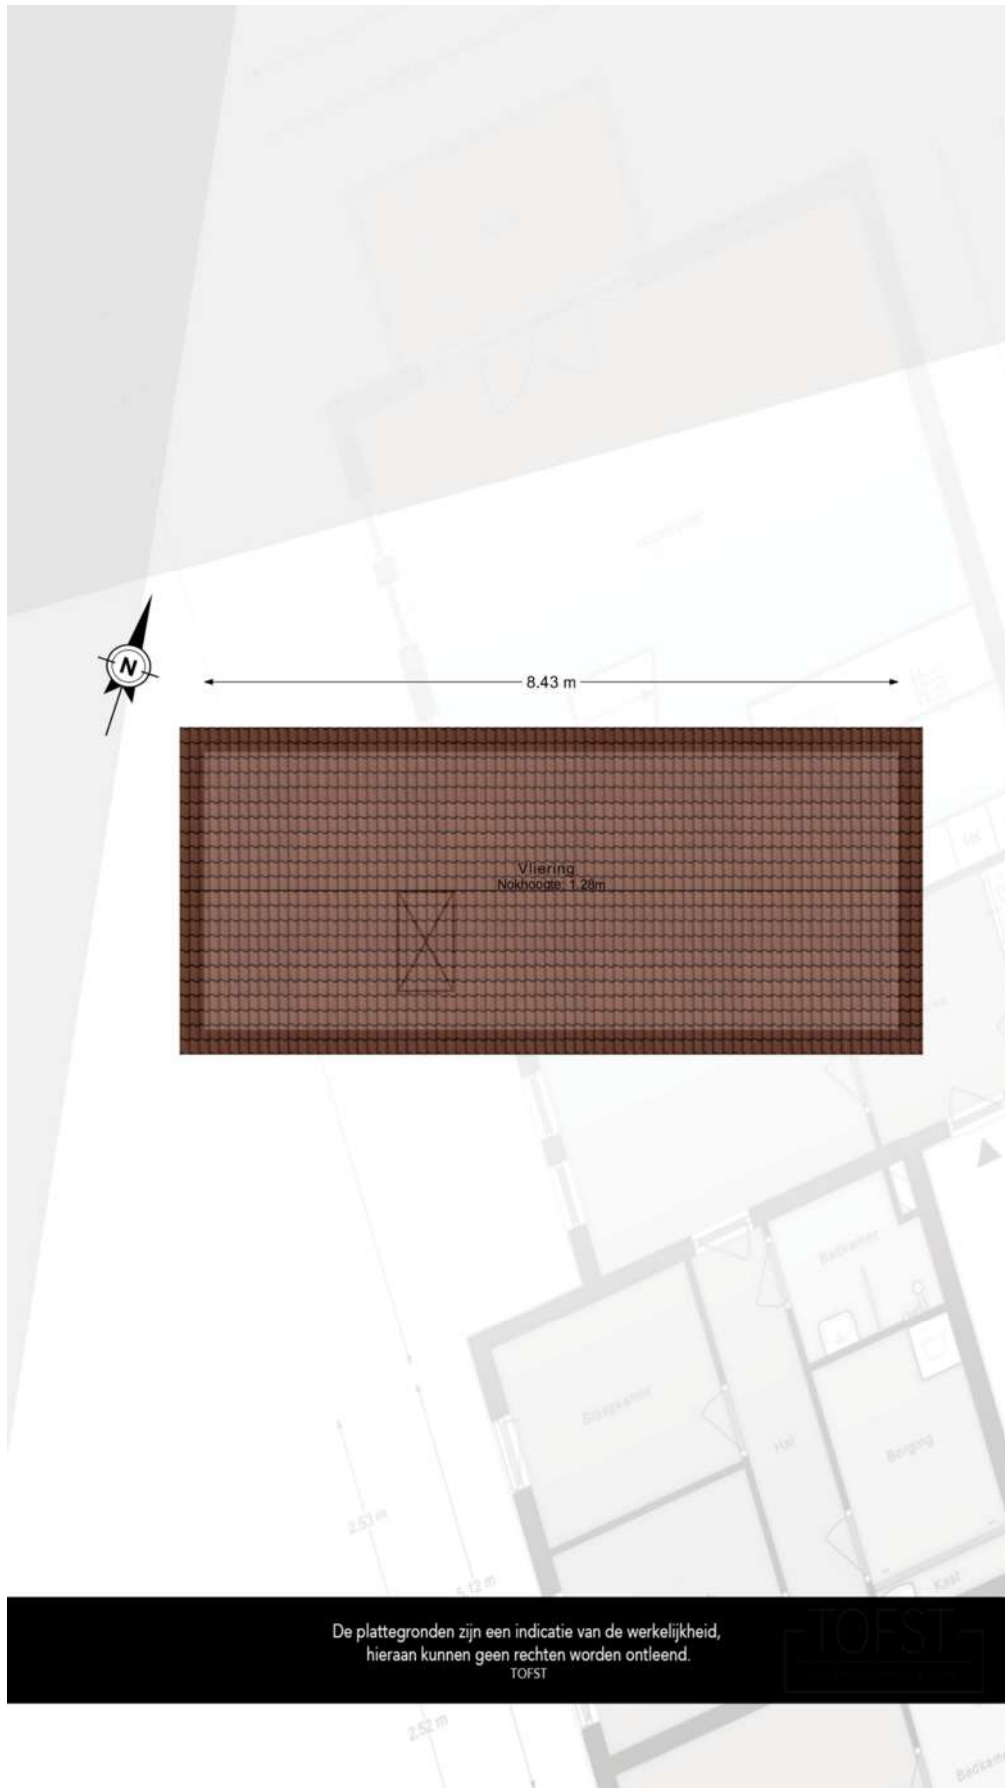 N
8.43 m
Vliering
Nokhoogte: 1.28m
Badkamer
Slaapkamer
Hal
Berging
2.53 m
6.12 m
Kast
De plattegronden zijn een indicatie van de werkelijkheid,
hieraan kunnen geen rechten worden ontleend.
TOFST
TOFST
2.52 m